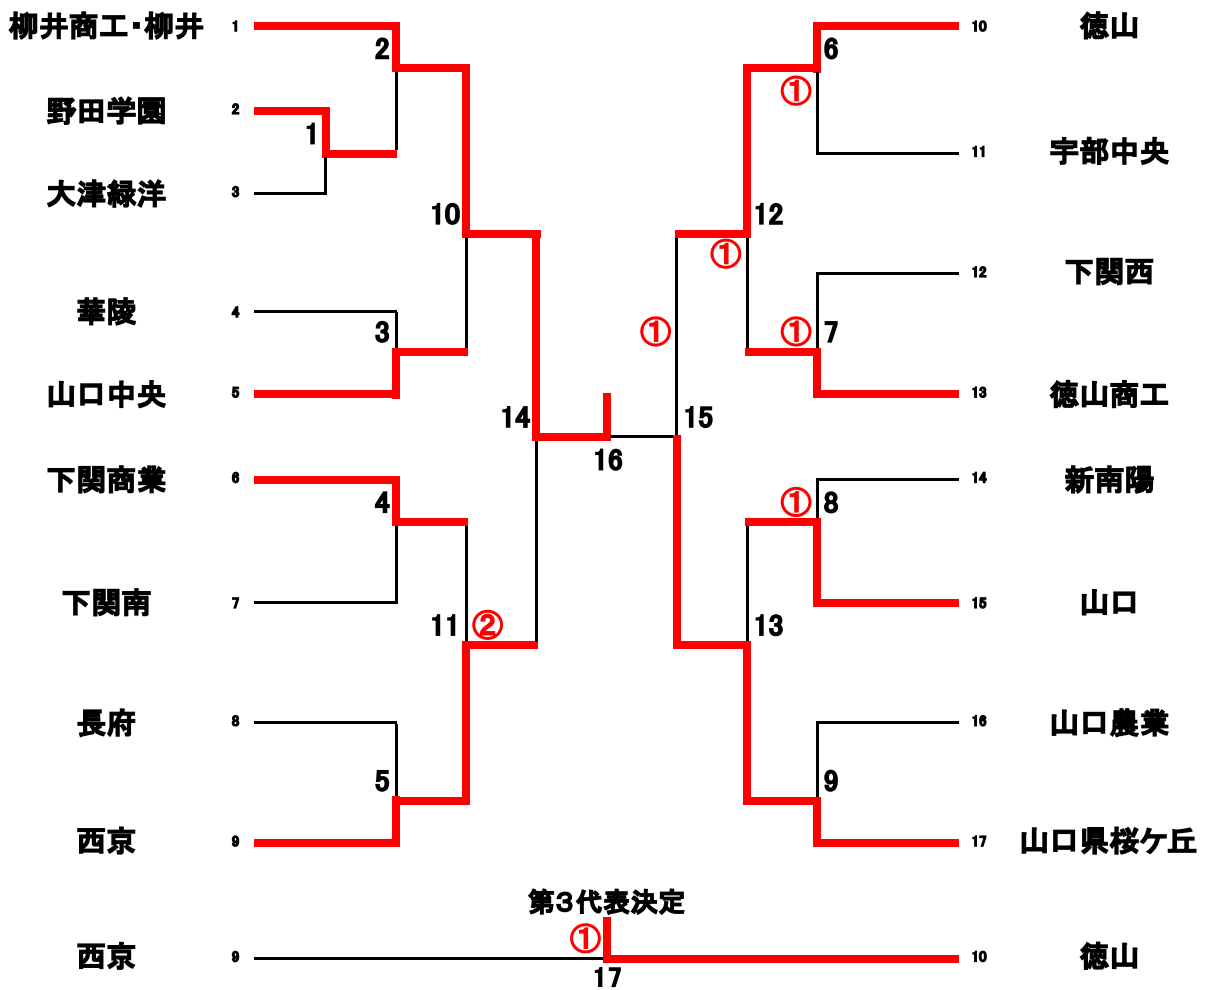 柳井商工・柳井 1 2 6 10 徳山
①
野田学園 2 1
11 宇部中央
大津緑洋 3
10 12
①
12 下関西
華陵 4 3 ① ① 7
山口中央 5 13 徳山商工
14 15
16
下関商業 6 4 ① 8 14 新南陽
下関南 7 15 山口
11 ② 13
長府 8 16 山口農業
5 9
西京 9 17 山口県桜ケ丘
第3代表決定
①
西京 9 10 徳山
17